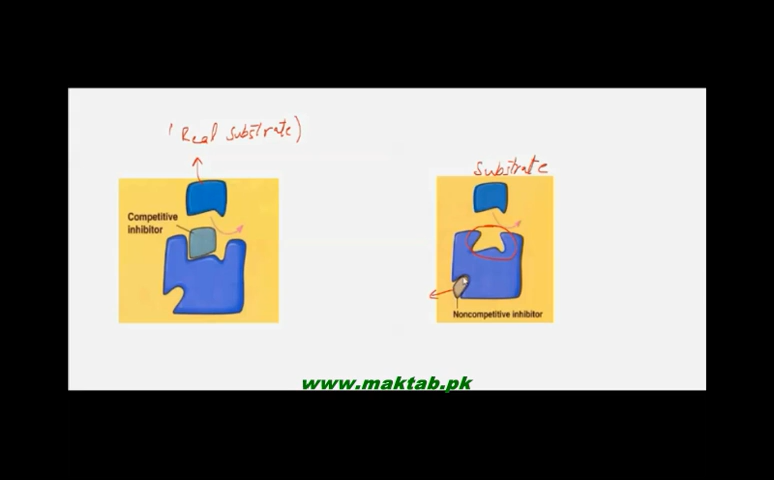 (Real Substrate)
Substrate
Competitive
inhibitor
Noncompetitive inhibitor
www.maktab.pk